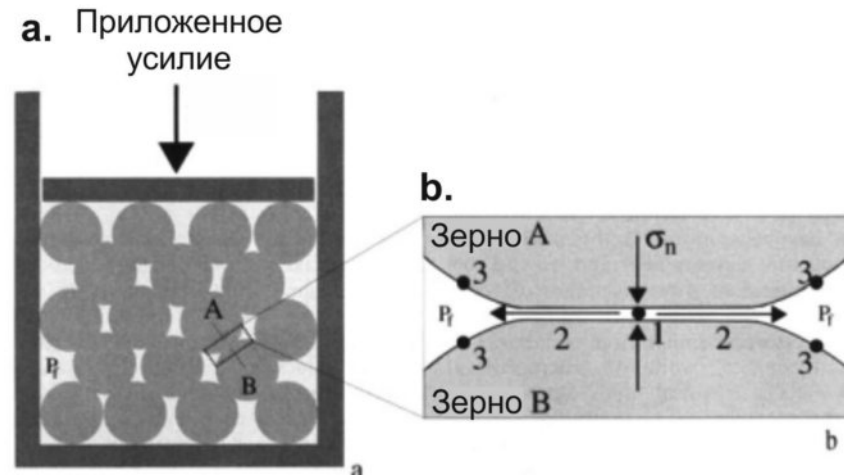 a. Приложенное
усилие
A
B
Pf
a
b.
Зерно A
σn
3
3
Pf
Pf
2
1
2
3
3
Зерно B
b